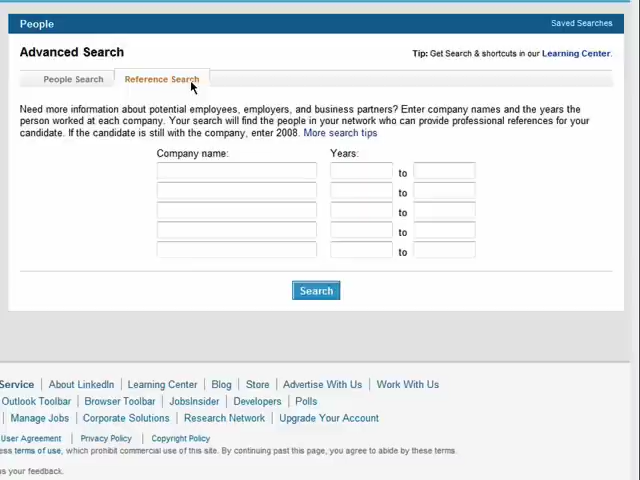 People
Saved Searches
Advanced Search
Tip: Get Search & shortcuts in our Learning Center.
People Search
Reference Search
Need more information about potential employees, employers, and business partners? Enter company names and the years the
person worked at each company. Your search will find the people in your network who can provide professional references for your
candidate. If the candidate is still with the company, enter 2008. More search tips
Company name:
Years:
to
to
to
to
to
Search
Service | About LinkedIn | Learning Center | Blog | Store | Advertise With Us | Work With Us
Outlook Toolbar | Browser Toolbar | JobsInsider | Developers | Polls
Manage Jobs | Corporate Solutions | Research Network | Upgrade Your Account
User Agreement | Privacy Policy | Copyright Policy
terms of use, which prohibit commercial use of this site. By continuing past this page, you agree to abide by these terms.
us your feedback.